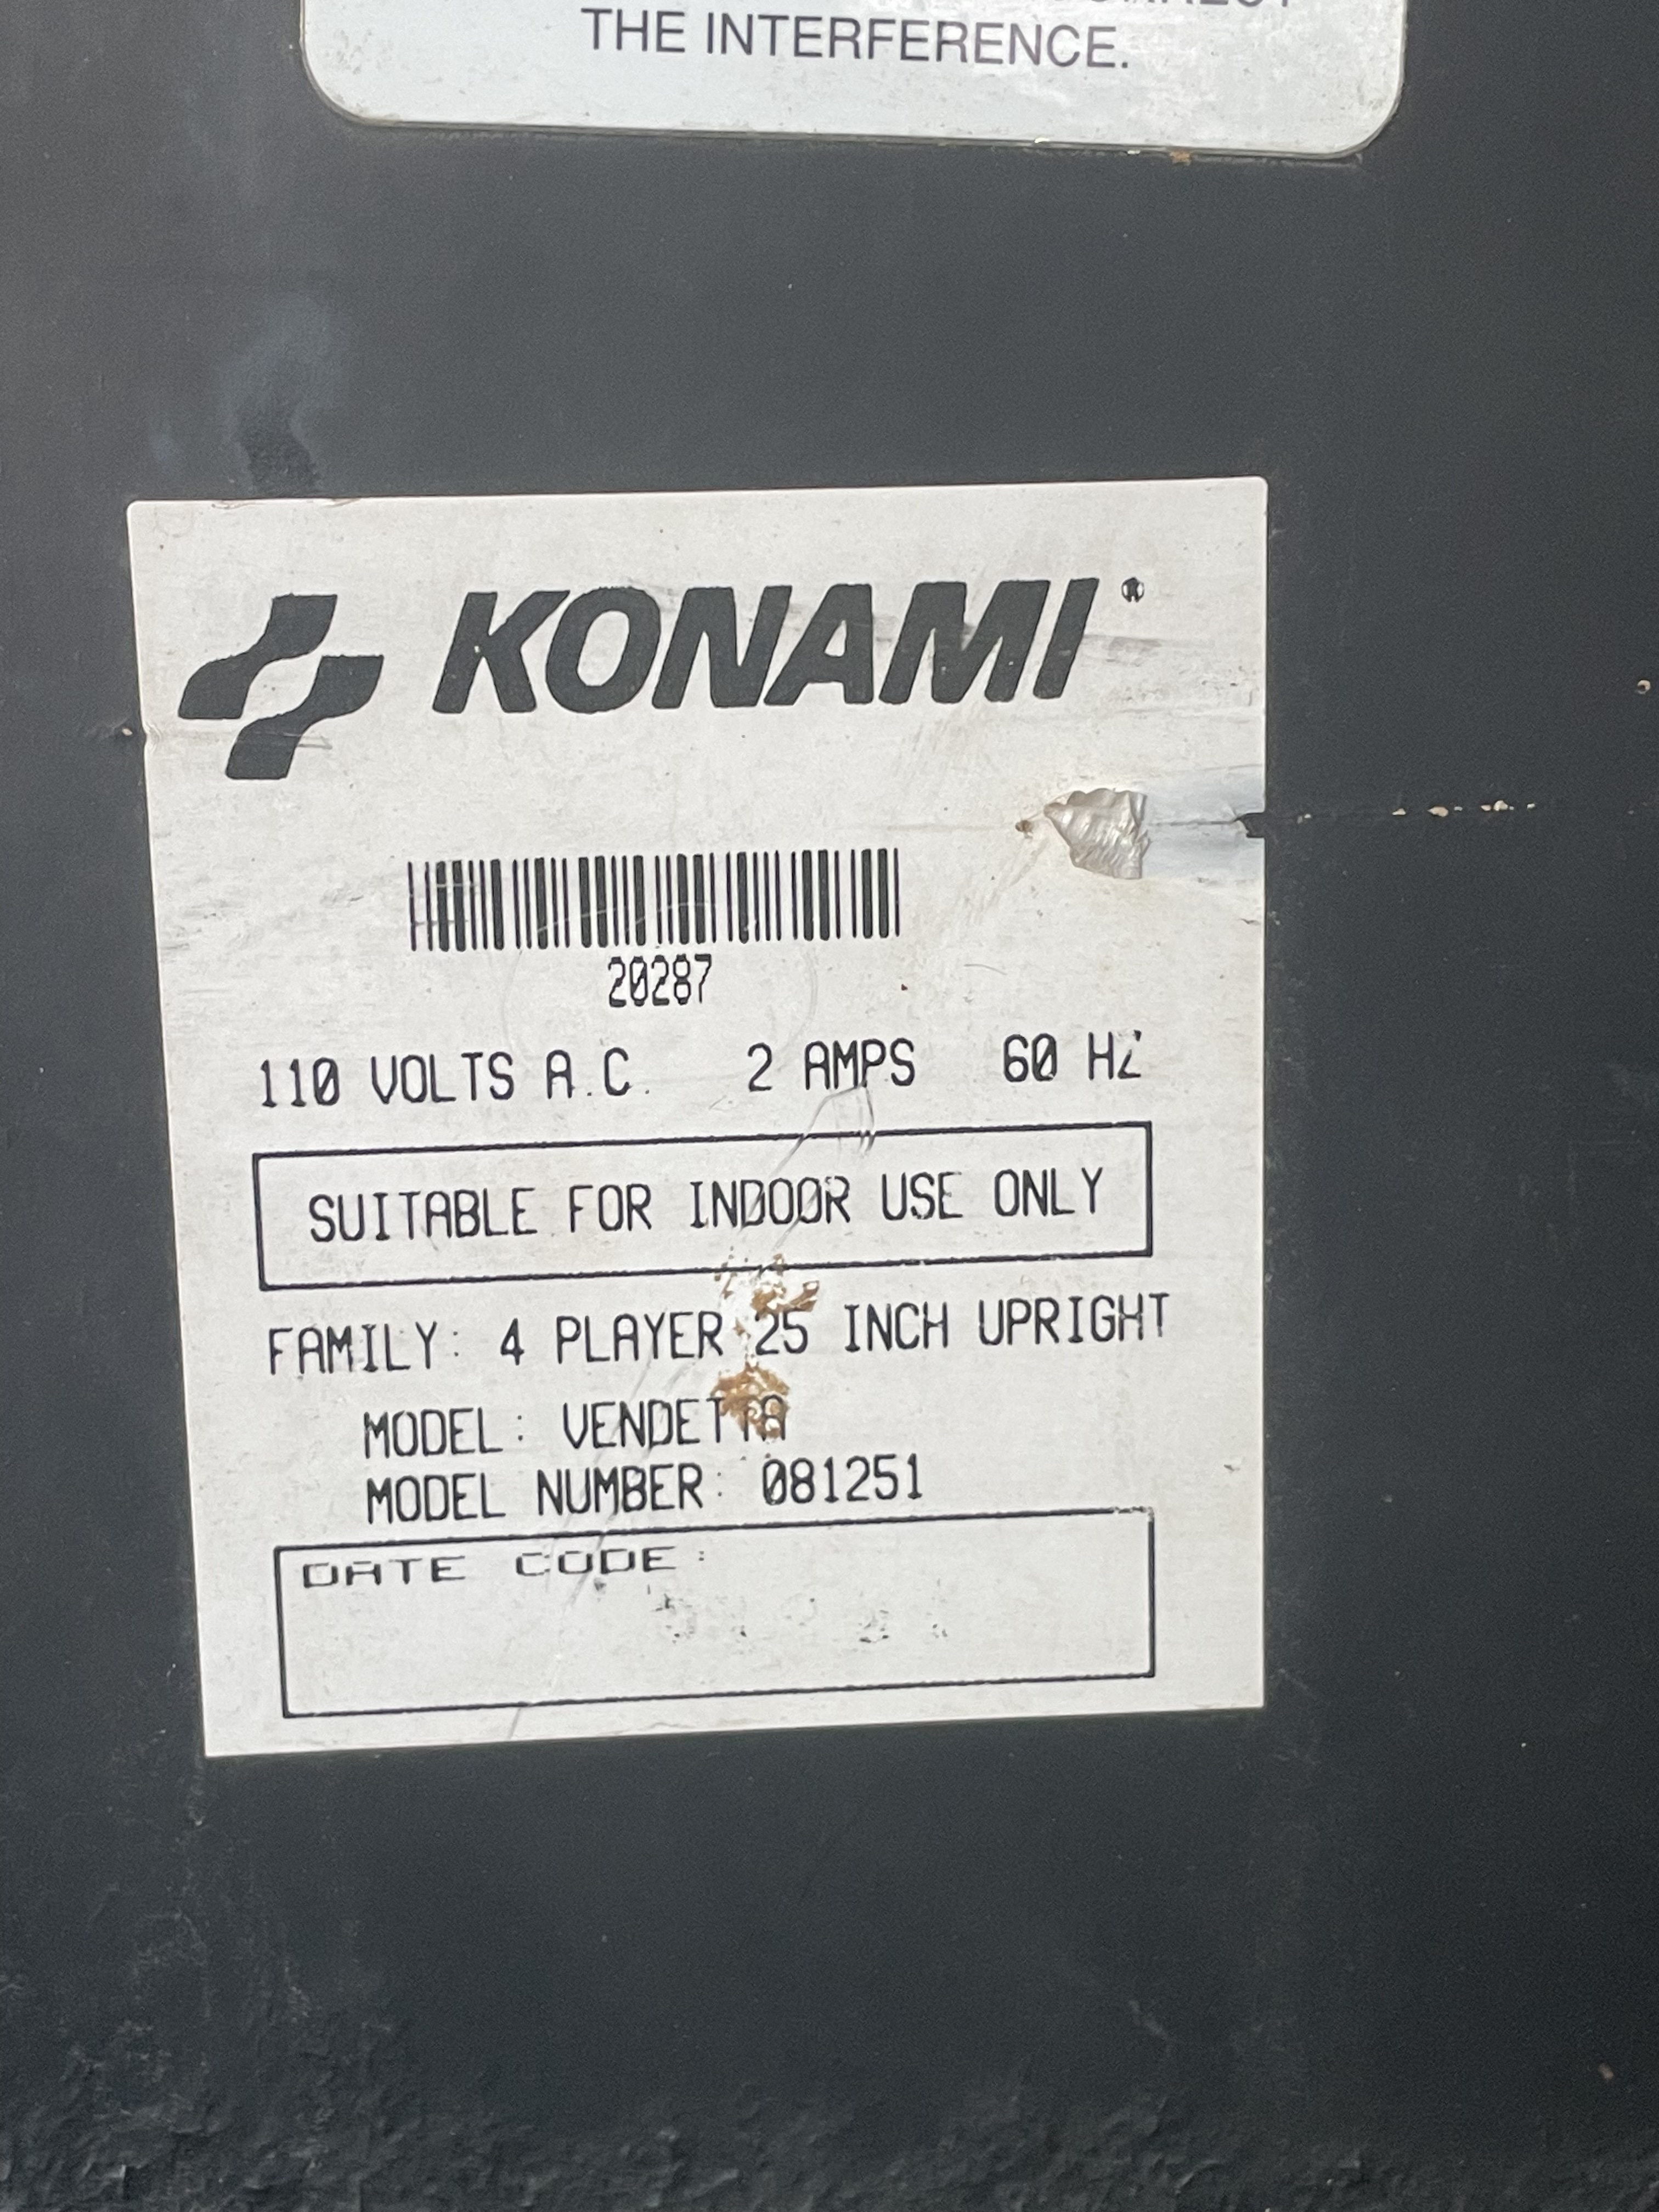 THE INTERFERENCE.
KONAMI®
20287
110 VOLTS A.C. 2 AMPS 60 HZ
SUITABLE FOR INDOOR USE ONLY
FAMILY: 4 PLAYER 25 INCH UPRIGHT
MODEL: VENDETTA
MODEL NUMBER: 081251
DATE CODE: